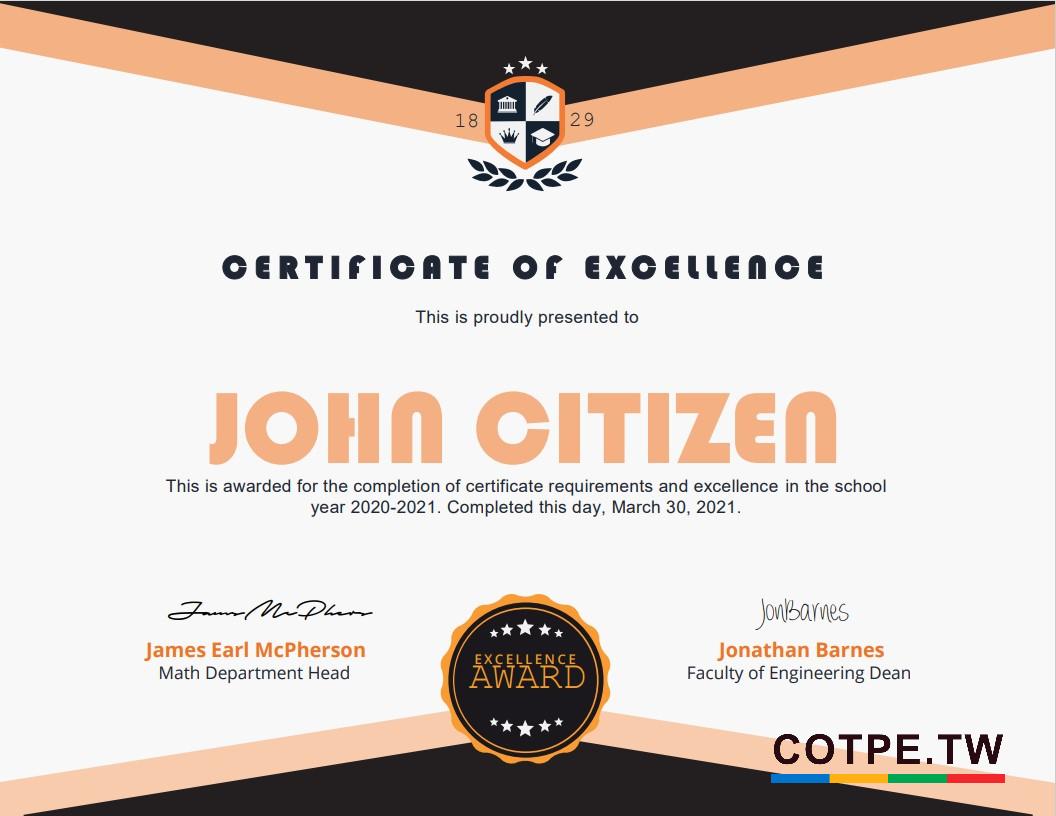 18 29
CERTIFICATE OF EXCELLENCE
This is proudly presented to
JOHN CITIZEN
This is awarded for the completion of certificate requirements and excellence in the school
year 2020-2021. Completed this day, March 30, 2021.
James McPhers
James Earl McPherson
Math Department Head
EXCELLENCE
AWARD
JonBarnes
Jonathan Barnes
Faculty of Engineering Dean
COTPE.TW